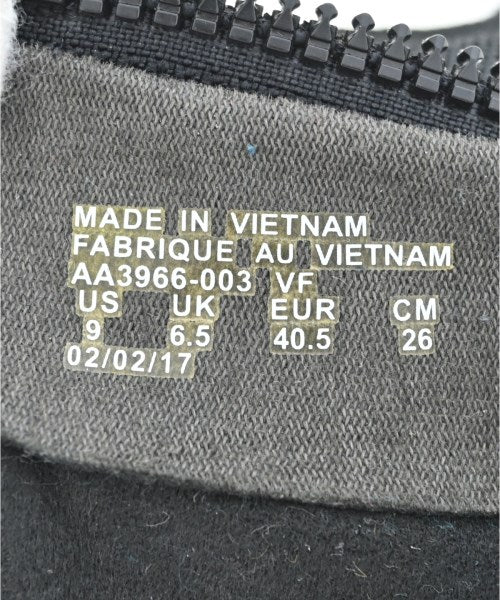 MADE IN VIETNAM
FABRIQUE AU VIETNAM
AA3966-003 VF
US UK EUR CM
9 6.5 40.5 26
02/02/17